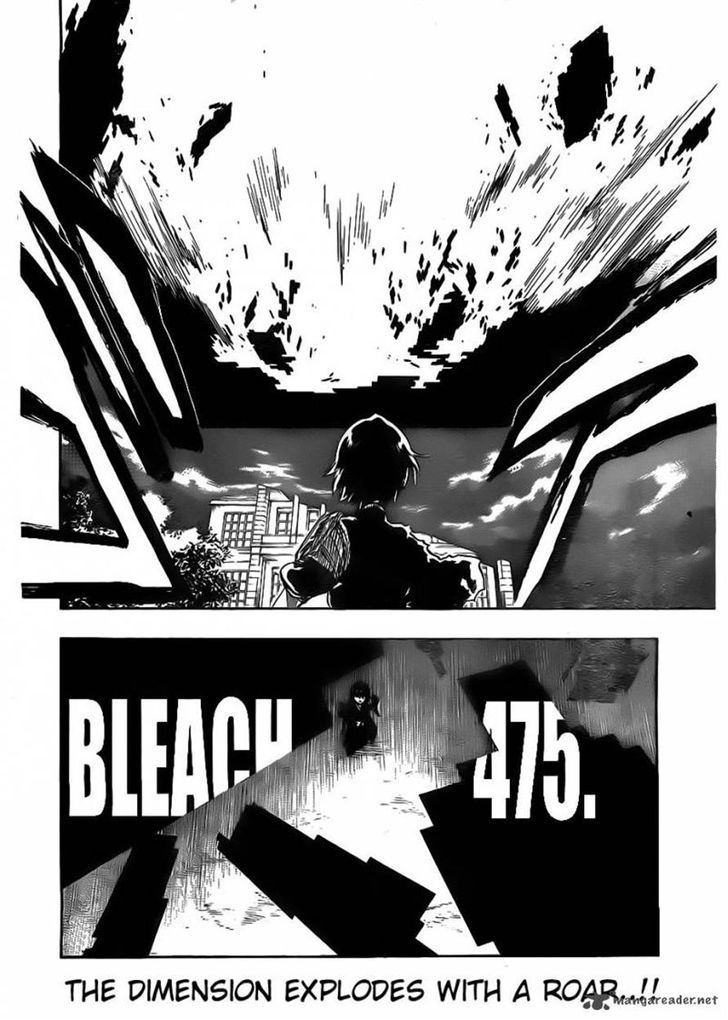 BLEACH 475.
THE DIMENSION EXPLODES WITH A ROAR...!!
Mangareader.net